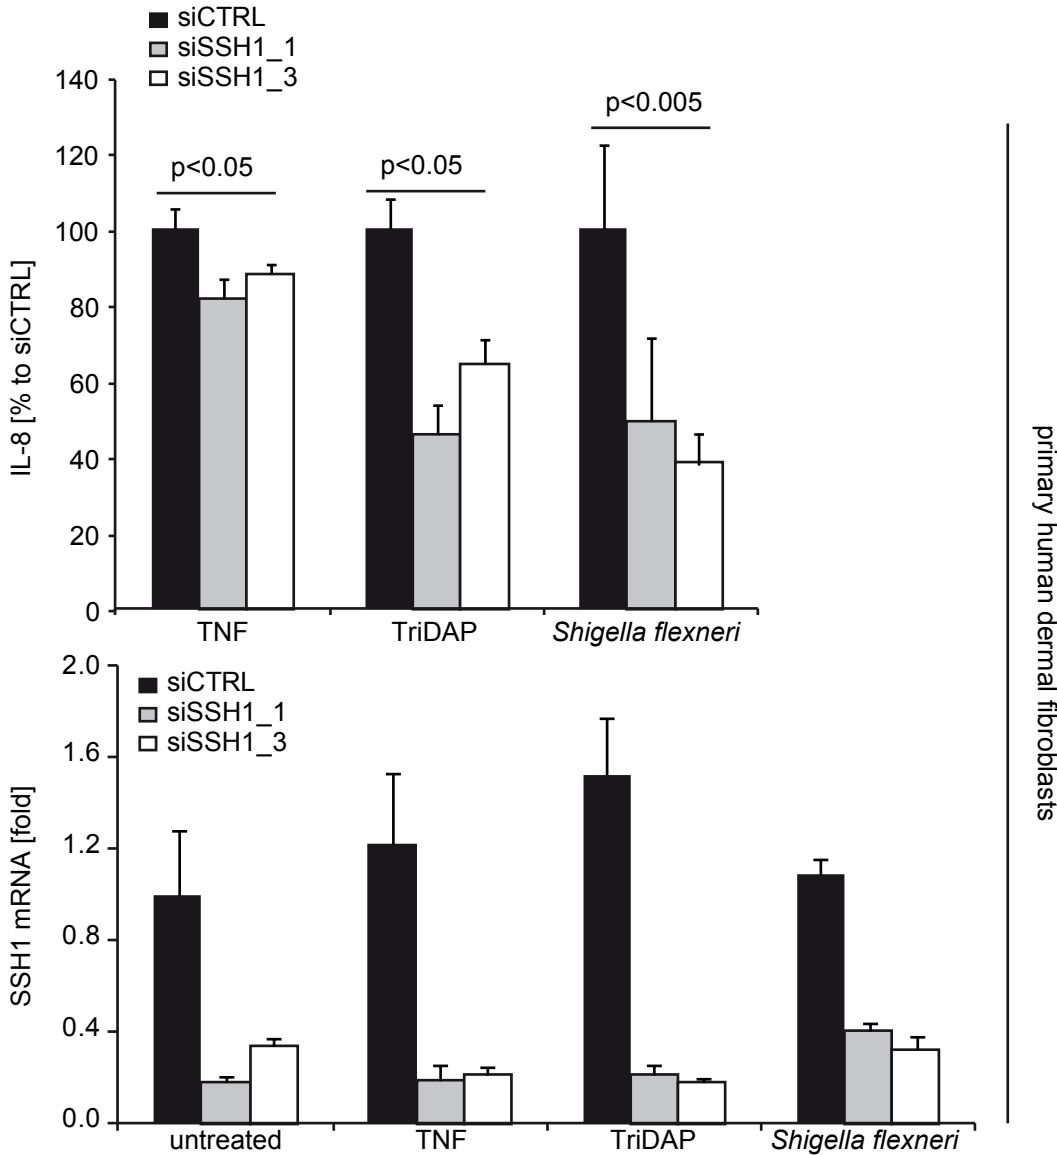 siCTRL
siSSH1_1
siSSH1_3
140
120
100
80
60
40
20
0
IL-8 [% to siCTRL]
p<0.05
p<0.05
p<0.005
TNF
TriDAP
Shigella flexneri
2.0
1.6
1.2
0.8
0.4
0.0
SSH1 mRNA [fold]
siCTRL
siSSH1_1
siSSH1_3
untreated
TNF
TriDAP
Shigella flexneri
primary human dermal fibroblasts